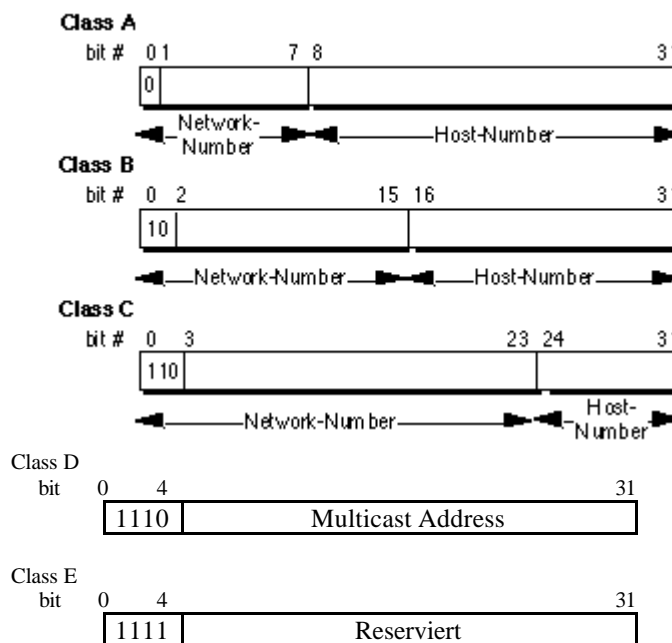 Class A
bit # 0 1 7 8 3
0
Network-Number Host-Number
Class B
bit # 0 2 15 16 3
10
Network-Number Host-Number
Class C
bit # 0 3 23 24 3
110
Network-Number Host-Number
Class D
bit 0 4 31
1110 Multicast Address
Class E
bit 0 4 31
1111 Reserviert